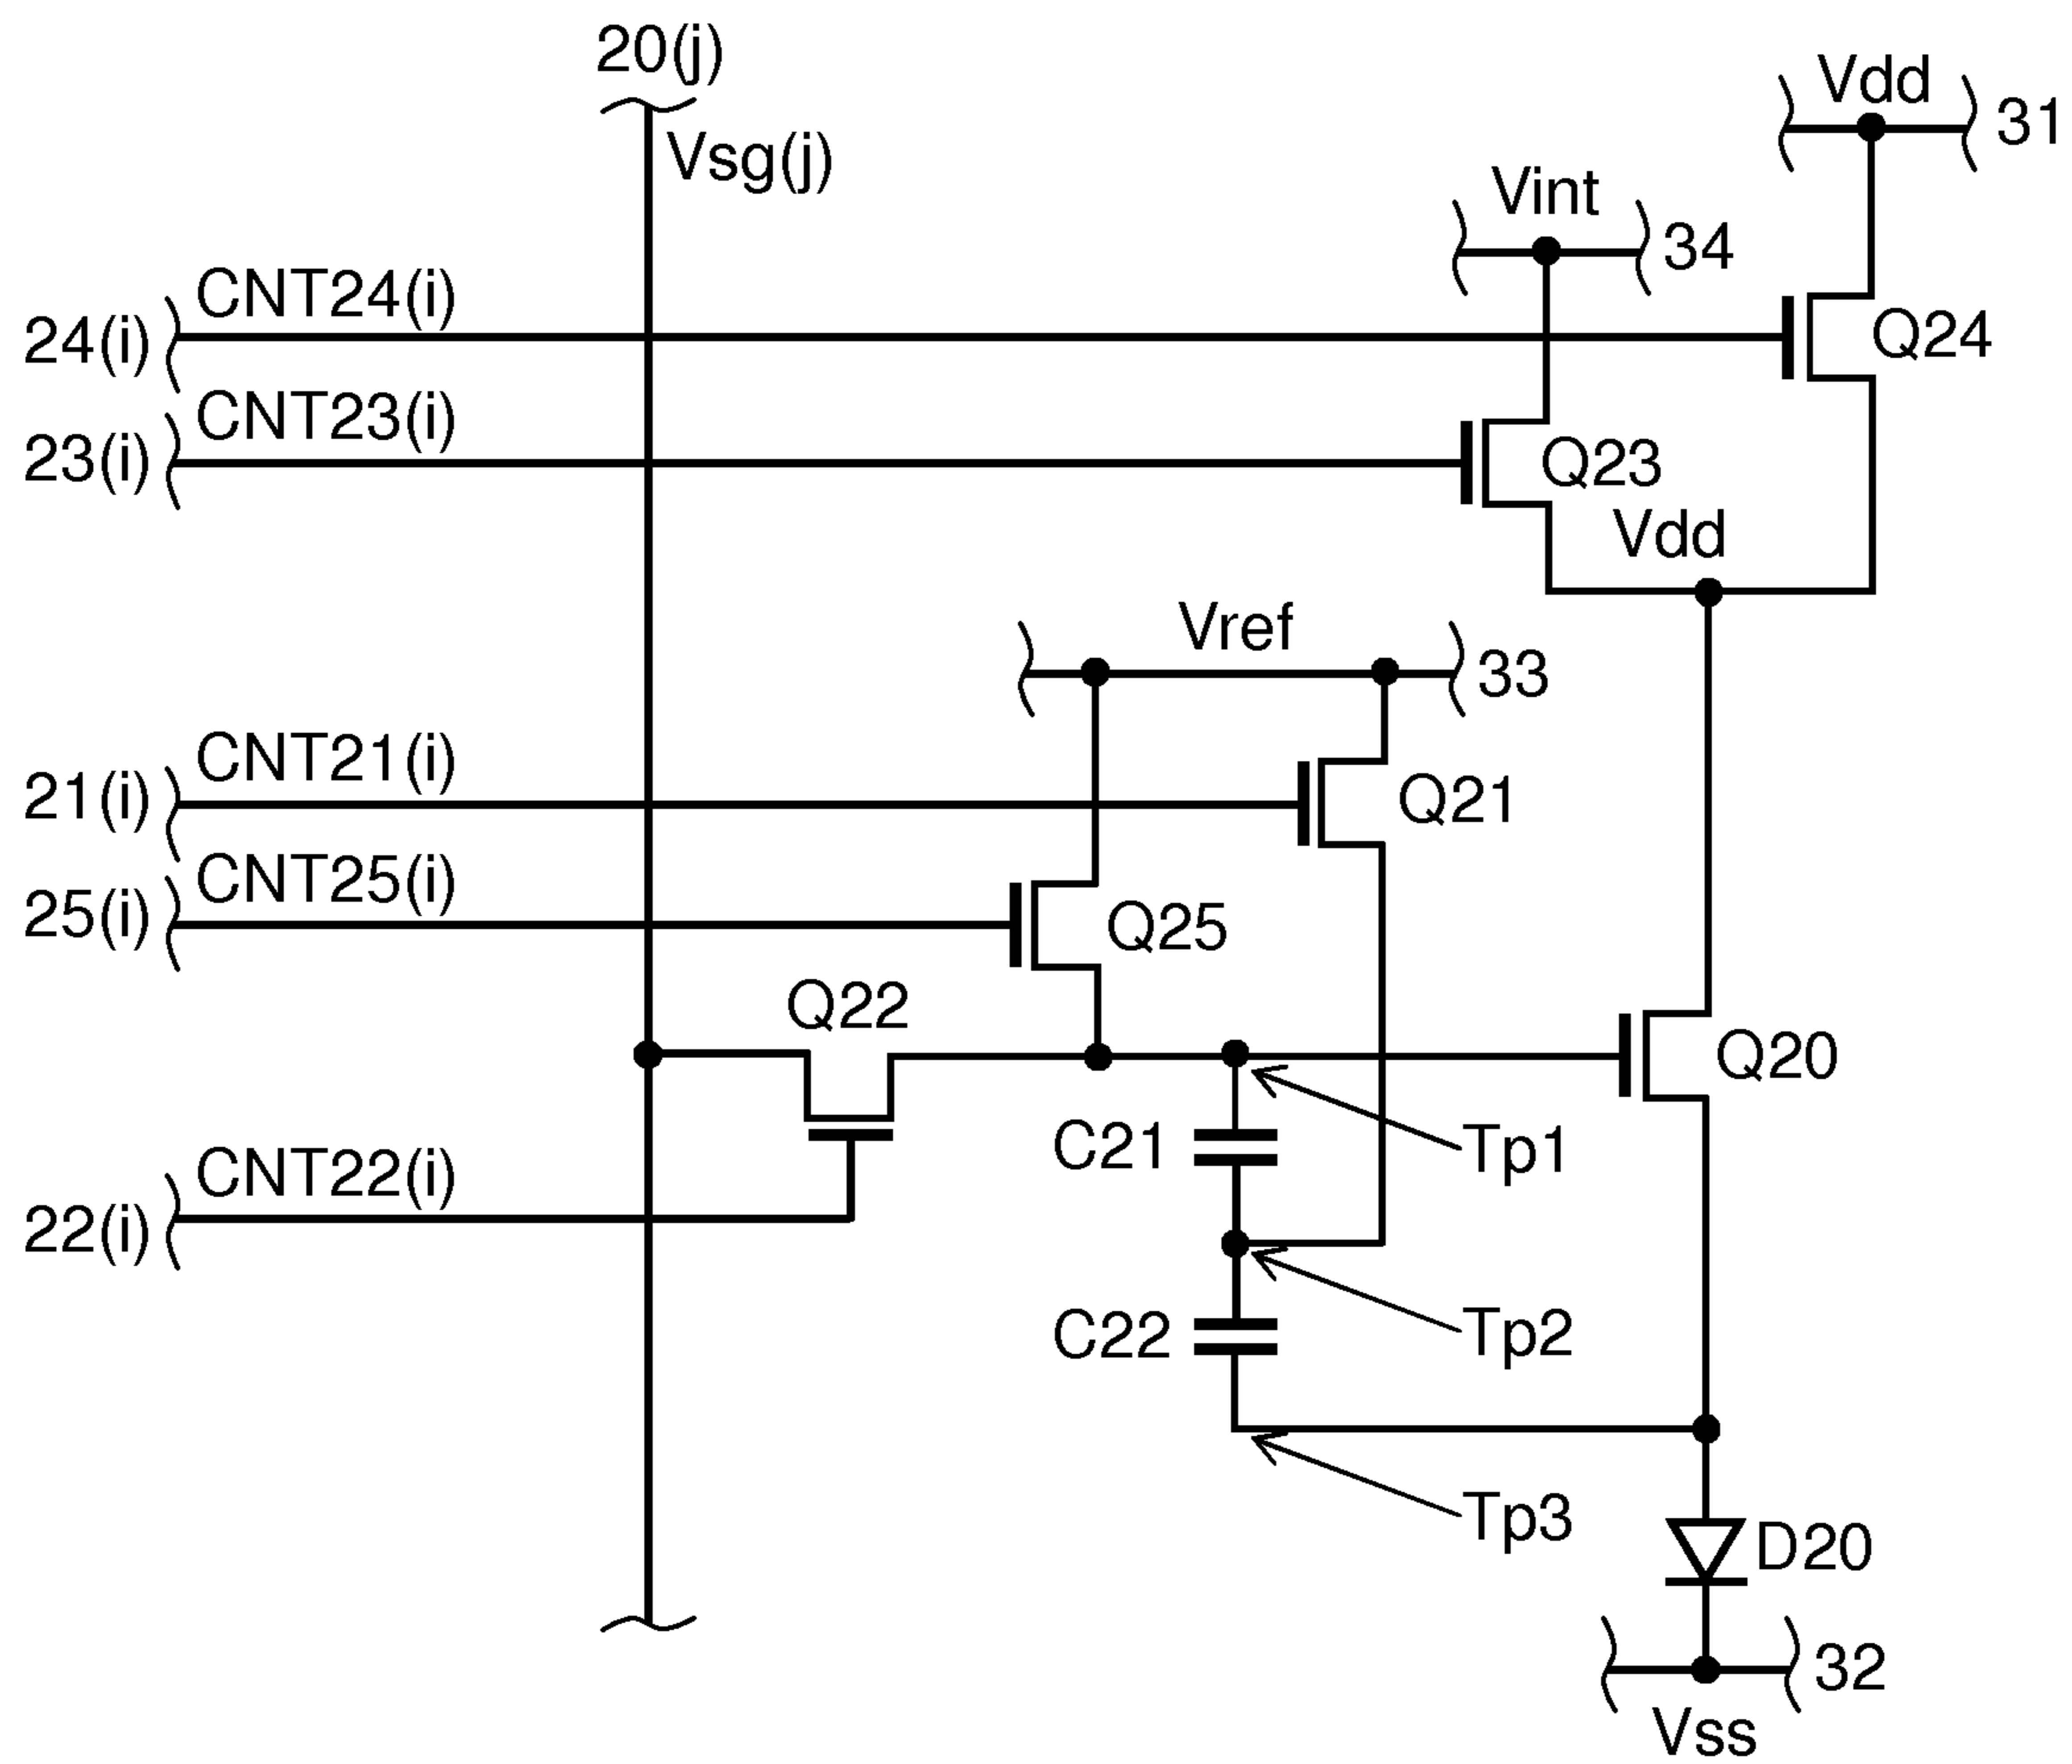 20(j)
Vdd
31
Vsg(j)
Vint
34
CNT24(i)
24(i)
Q24
CNT23(i)
23(i)
Q23
Vdd
Vref
33
CNT21(i)
21(i)
Q21
CNT25(i)
25(i)
Q25
Q22
Q20
C21
Tp1
CNT22(i)
22(i)
C22
Tp2
Tp3
D20
32
Vss